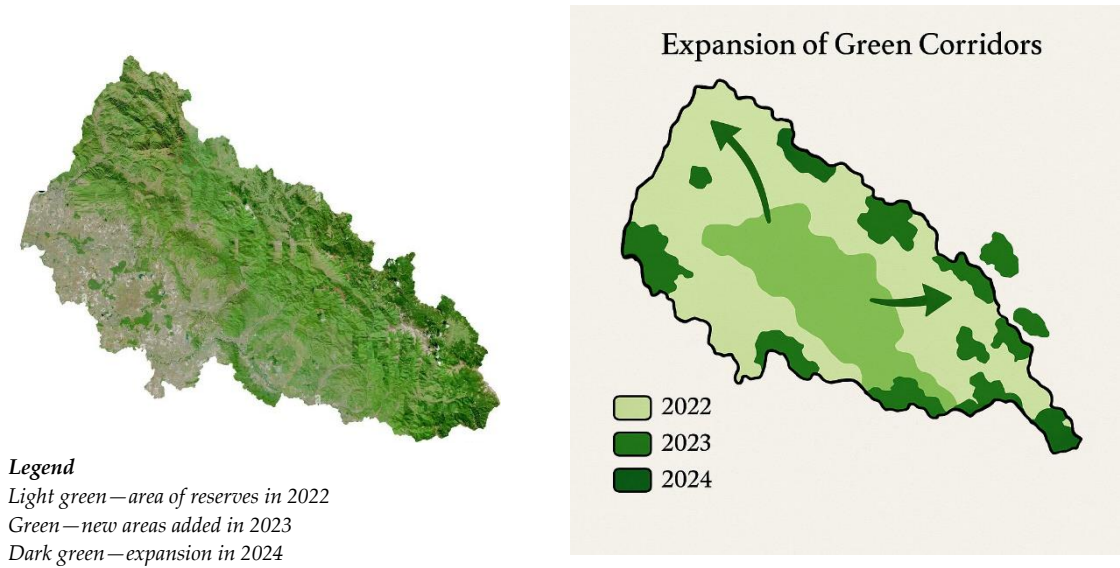 Legend
Light green—area of reserves in 2022
Green—new areas added in 2023
Dark green—expansion in 2024
Expansion of Green Corridors
2022
2023
2024